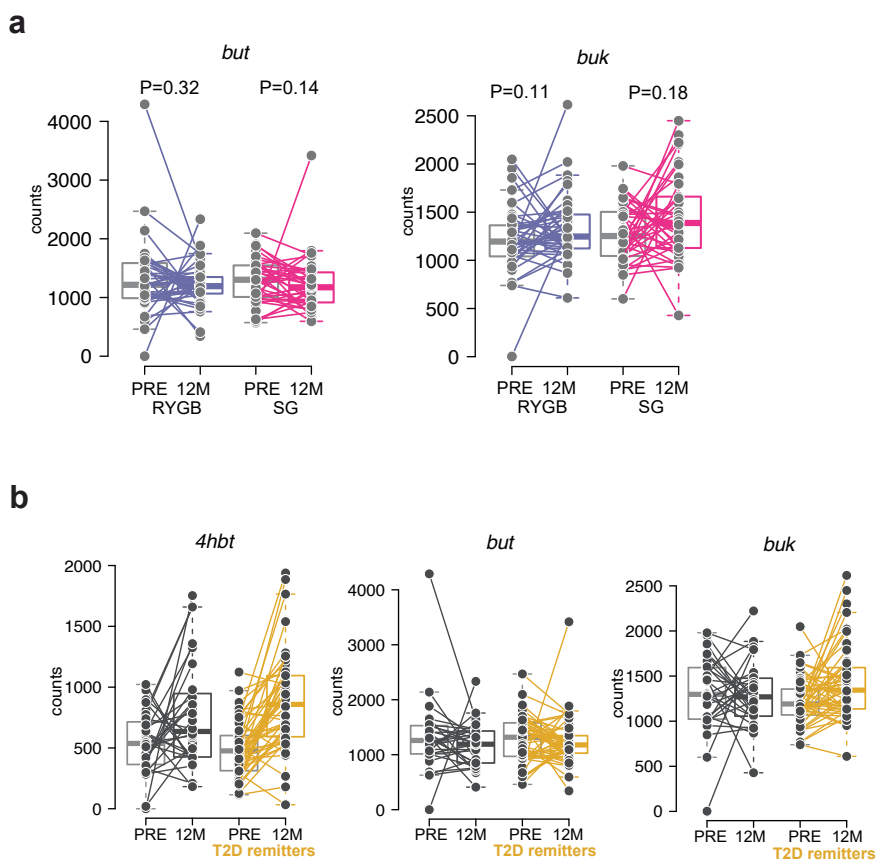 a
but
buk
P=0.32 P=0.14
P=0.11 P=0.18
counts
4000
3000
2000
1000
0
PRE 12M PRE 12M
RYGB SG
counts
2500
2000
1500
1000
500
0
PRE 12M PRE 12M
RYGB SG
b
4hbt
but
buk
counts
2000
1500
1000
500
0
PRE 12M PRE 12M
T2D remitters
counts
4000
3000
2000
1000
0
PRE 12M PRE 12M
T2D remitters
counts
2500
2000
1500
1000
500
0
PRE 12M PRE 12M
T2D remitters